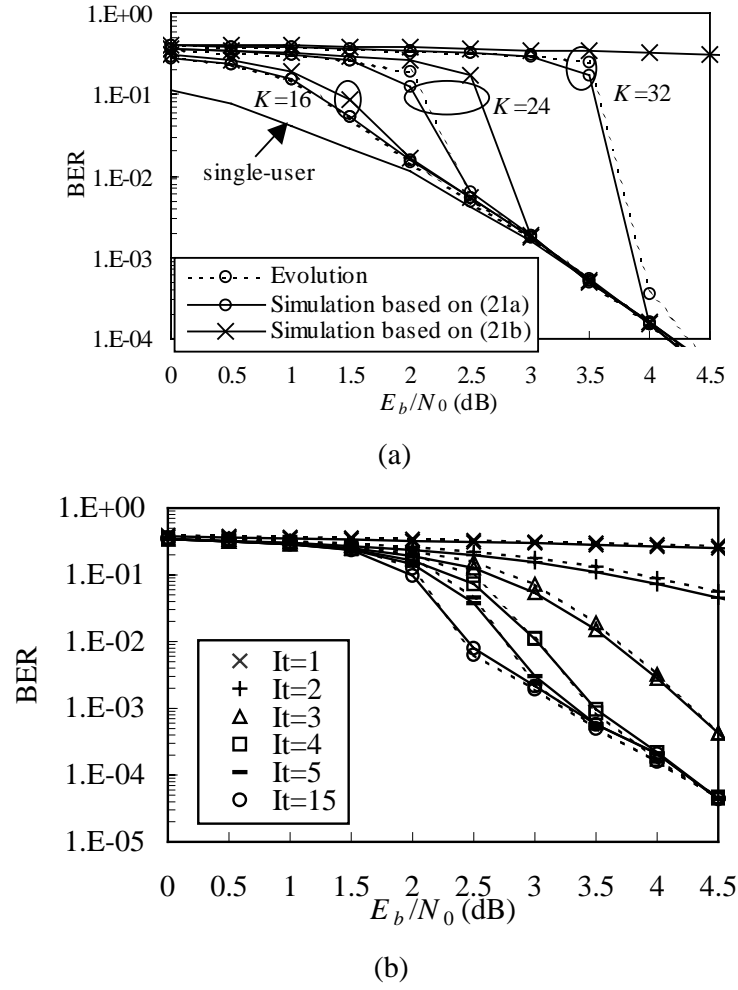 1.E+00
1.E-01
1.E-02
1.E-03
1.E-04
BER
K=16
K=24
K=32
single-user
Evolution
Simulation based on (21a)
Simulation based on (21b)
0 0.5 1 1.5 2 2.5 3 3.5 4 4.5
E_b/N_0 (dB)
(a)
1.E+00
1.E-01
1.E-02
1.E-03
1.E-04
1.E-05
BER
It=1
It=2
It=3
It=4
It=5
It=15
0 0.5 1 1.5 2 2.5 3 3.5 4 4.5
E_b/N_0 (dB)
(b)